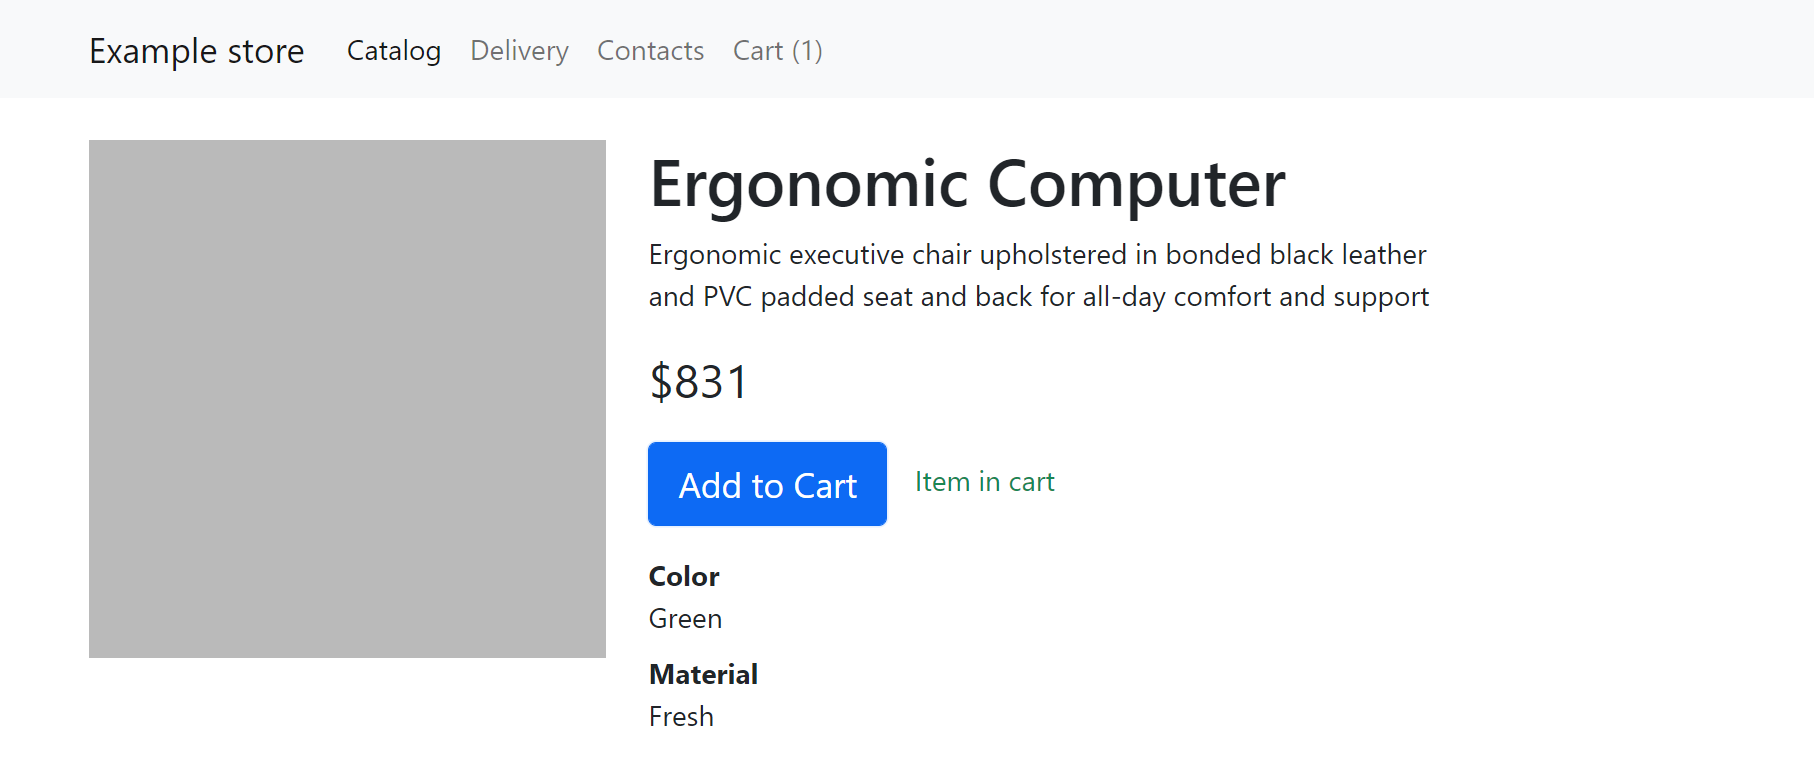 Example store Catalog Delivery Contacts Cart (1)
Ergonomic Computer
Ergonomic executive chair upholstered in bonded black leather
and PVC padded seat and back for all-day comfort and support
$831
Add to Cart Item in cart
Color
Green
Material
Fresh